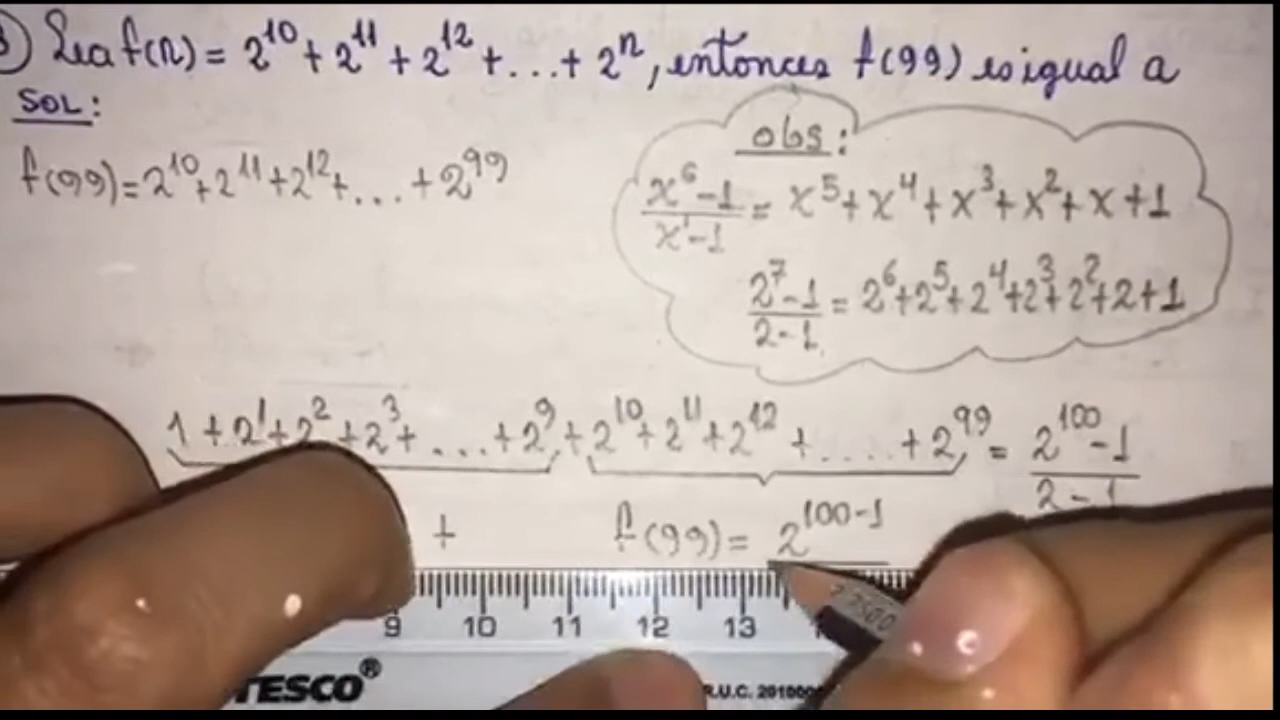 3) Sea f(n) = 2^10 + 2^11 + 2^12 + ... + 2^n, entonces f(99) es igual a
SOL:
f(99) = 2^10 + 2^11 + 2^12 + ... + 2^99
obs:
x^6-1/x^1-1 = x^5 + x^4 + x^3 + x^2 + x + 1
2^7-1/2-1 = 2^6 + 2^5 + 2^4 + 2^3 + 2^2 + 2 + 1
1 + 2^1 + 2^2 + 2^3 + ... + 2^9 + 2^10 + 2^11 + 2^12 + .... + 2^99 = 2^100-1/2-1
+ f(99) = 2^100-1
9 10 11 12 13
TESCO®
R.U.C.